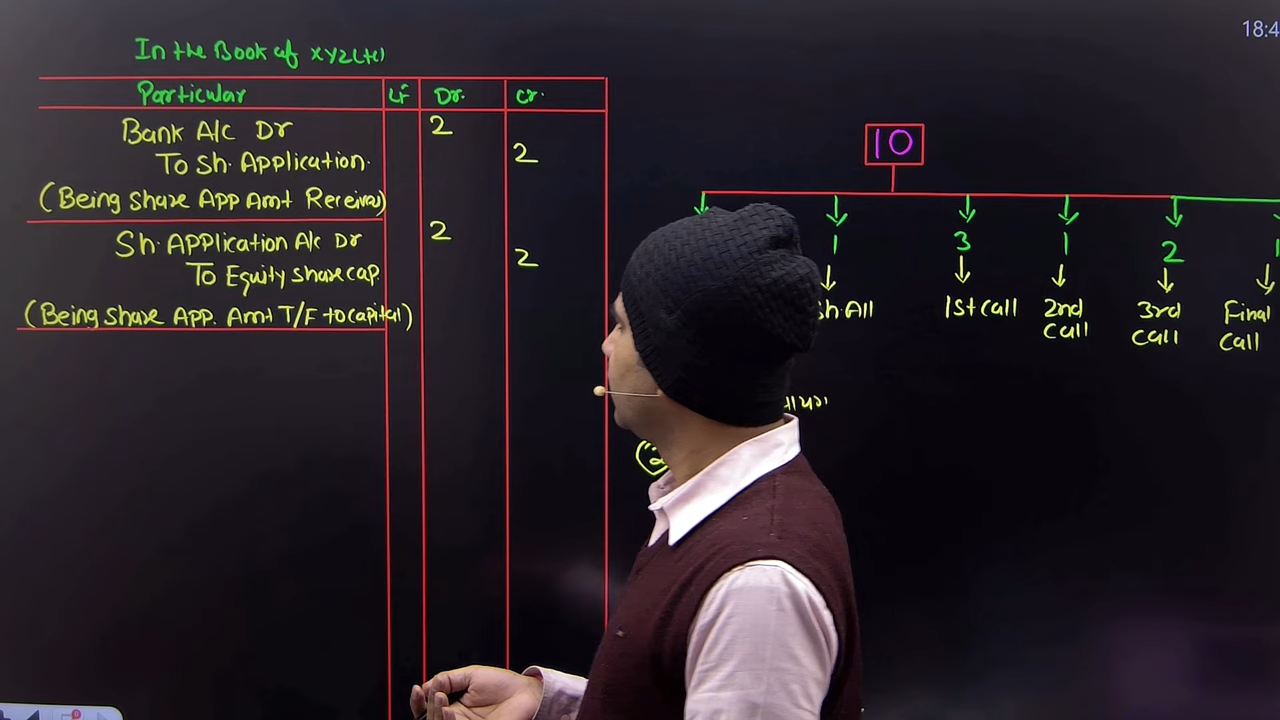 18:4
In the Book of XYZ Ltd
Particular LF Dr. Cr.
Bank A/c Dr 2
To Sh. Application. 2
(Being Share App Amt Received)
Sh. Application A/c Dr 2
To Equity share cap. 2
(Being Share App. Amt T/F to capital)
10
1 3 1 2 1
Sh. All 1st call 2nd call 3rd call Final call
2